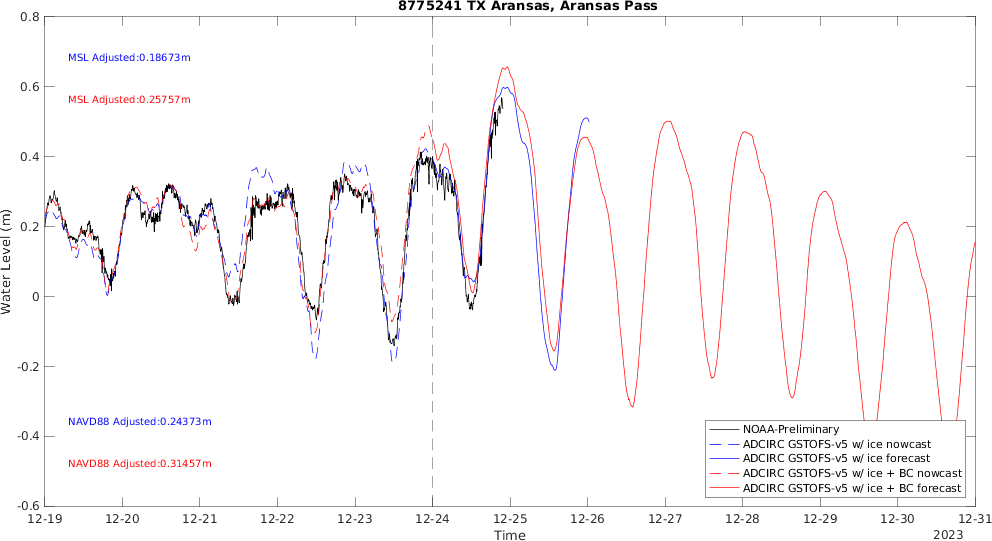 8775241 TX Aransas, Aransas Pass
0.8
0.6
0.4
0.2
0
-0.2
-0.4
-0.6
Water Level (m)
MSL Adjusted:0.18673m
MSL Adjusted:0.25757m
NAVD88 Adjusted:0.24373m
NAVD88 Adjusted:0.31457m
NOAA-Preliminary
ADCIRC GSTOFS-v5 w/ ice nowcast
ADCIRC GSTOFS-v5 w/ ice forecast
ADCIRC GSTOFS-v5 w/ ice + BC nowcast
ADCIRC GSTOFS-v5 w/ ice + BC forecast
12-19 12-20 12-21 12-22 12-23 12-24 12-25 12-26 12-27 12-28 12-29 12-30 12-31
Time
2023